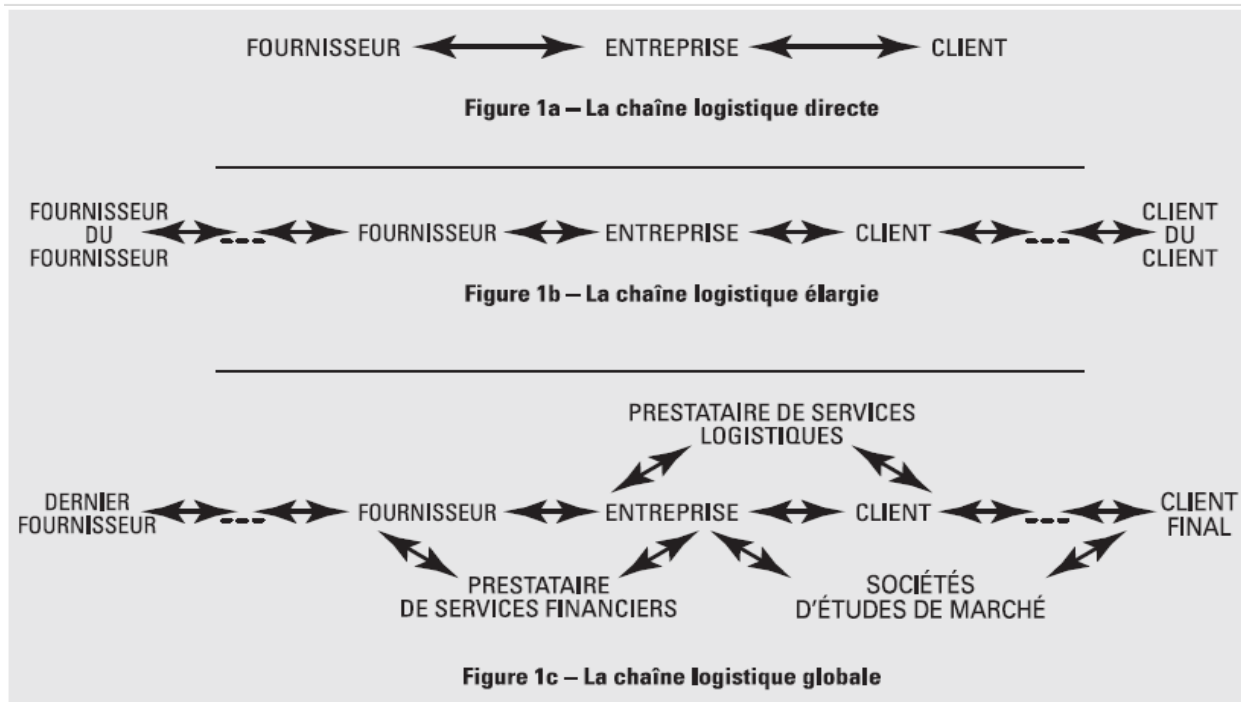 FOURNISSEUR ENTREPRISE CLIENT
Figure 1a – La chaîne logistique directe
FOURNISSEUR
DU
FOURNISSEUR
--- FOURNISSEUR ENTREPRISE CLIENT ---
CLIENT
DU
CLIENT
Figure 1b – La chaîne logistique élargie
PRESTATAIRE DE SERVICES
LOGISTIQUES
DERNIER
FOURNISSEUR
--- FOURNISSEUR ENTREPRISE CLIENT ---
CLIENT
FINAL
PRESTATAIRE
DE SERVICES FINANCIERS
SOCIÉTÉS
D'ÉTUDES DE MARCHÉ
Figure 1c – La chaîne logistique globale